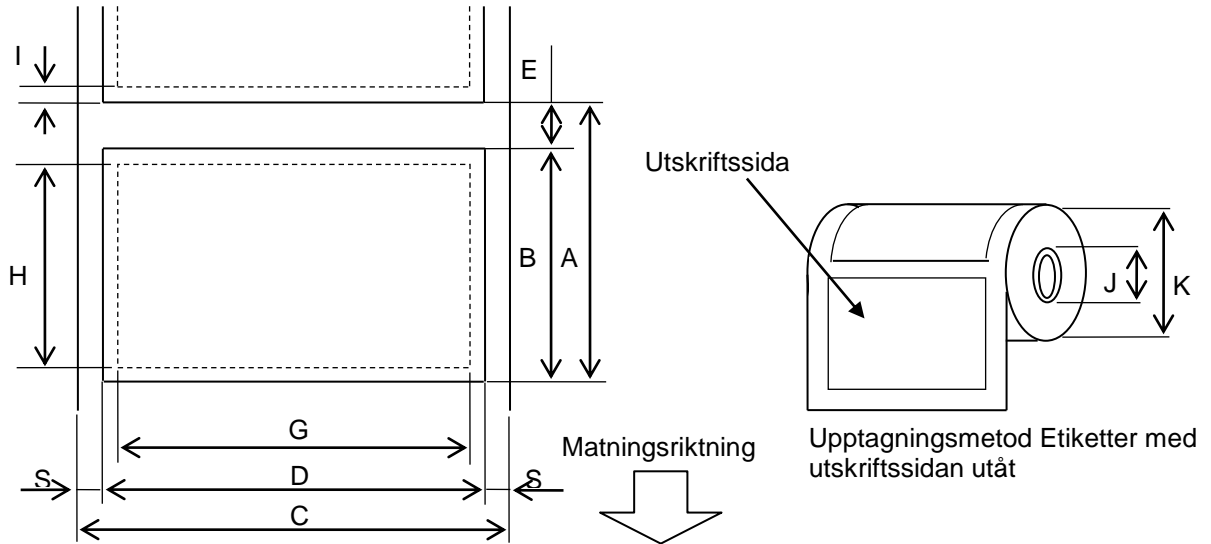 I
E
Utskriftssida
H
B
A
J
K
G
Matningsriktning
Upptagningsmetod Etiketter med
utskriftssidan utåt
S
D
S
C